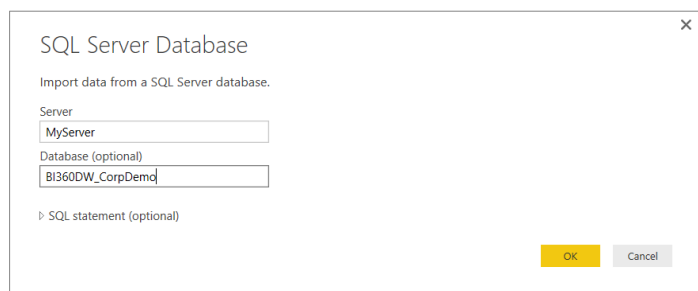 SQL Server Database
Import data from a SQL Server database.
Server
MyServer
Database (optional)
BI360DW_CorpDemo
SQL statement (optional)
OK Cancel